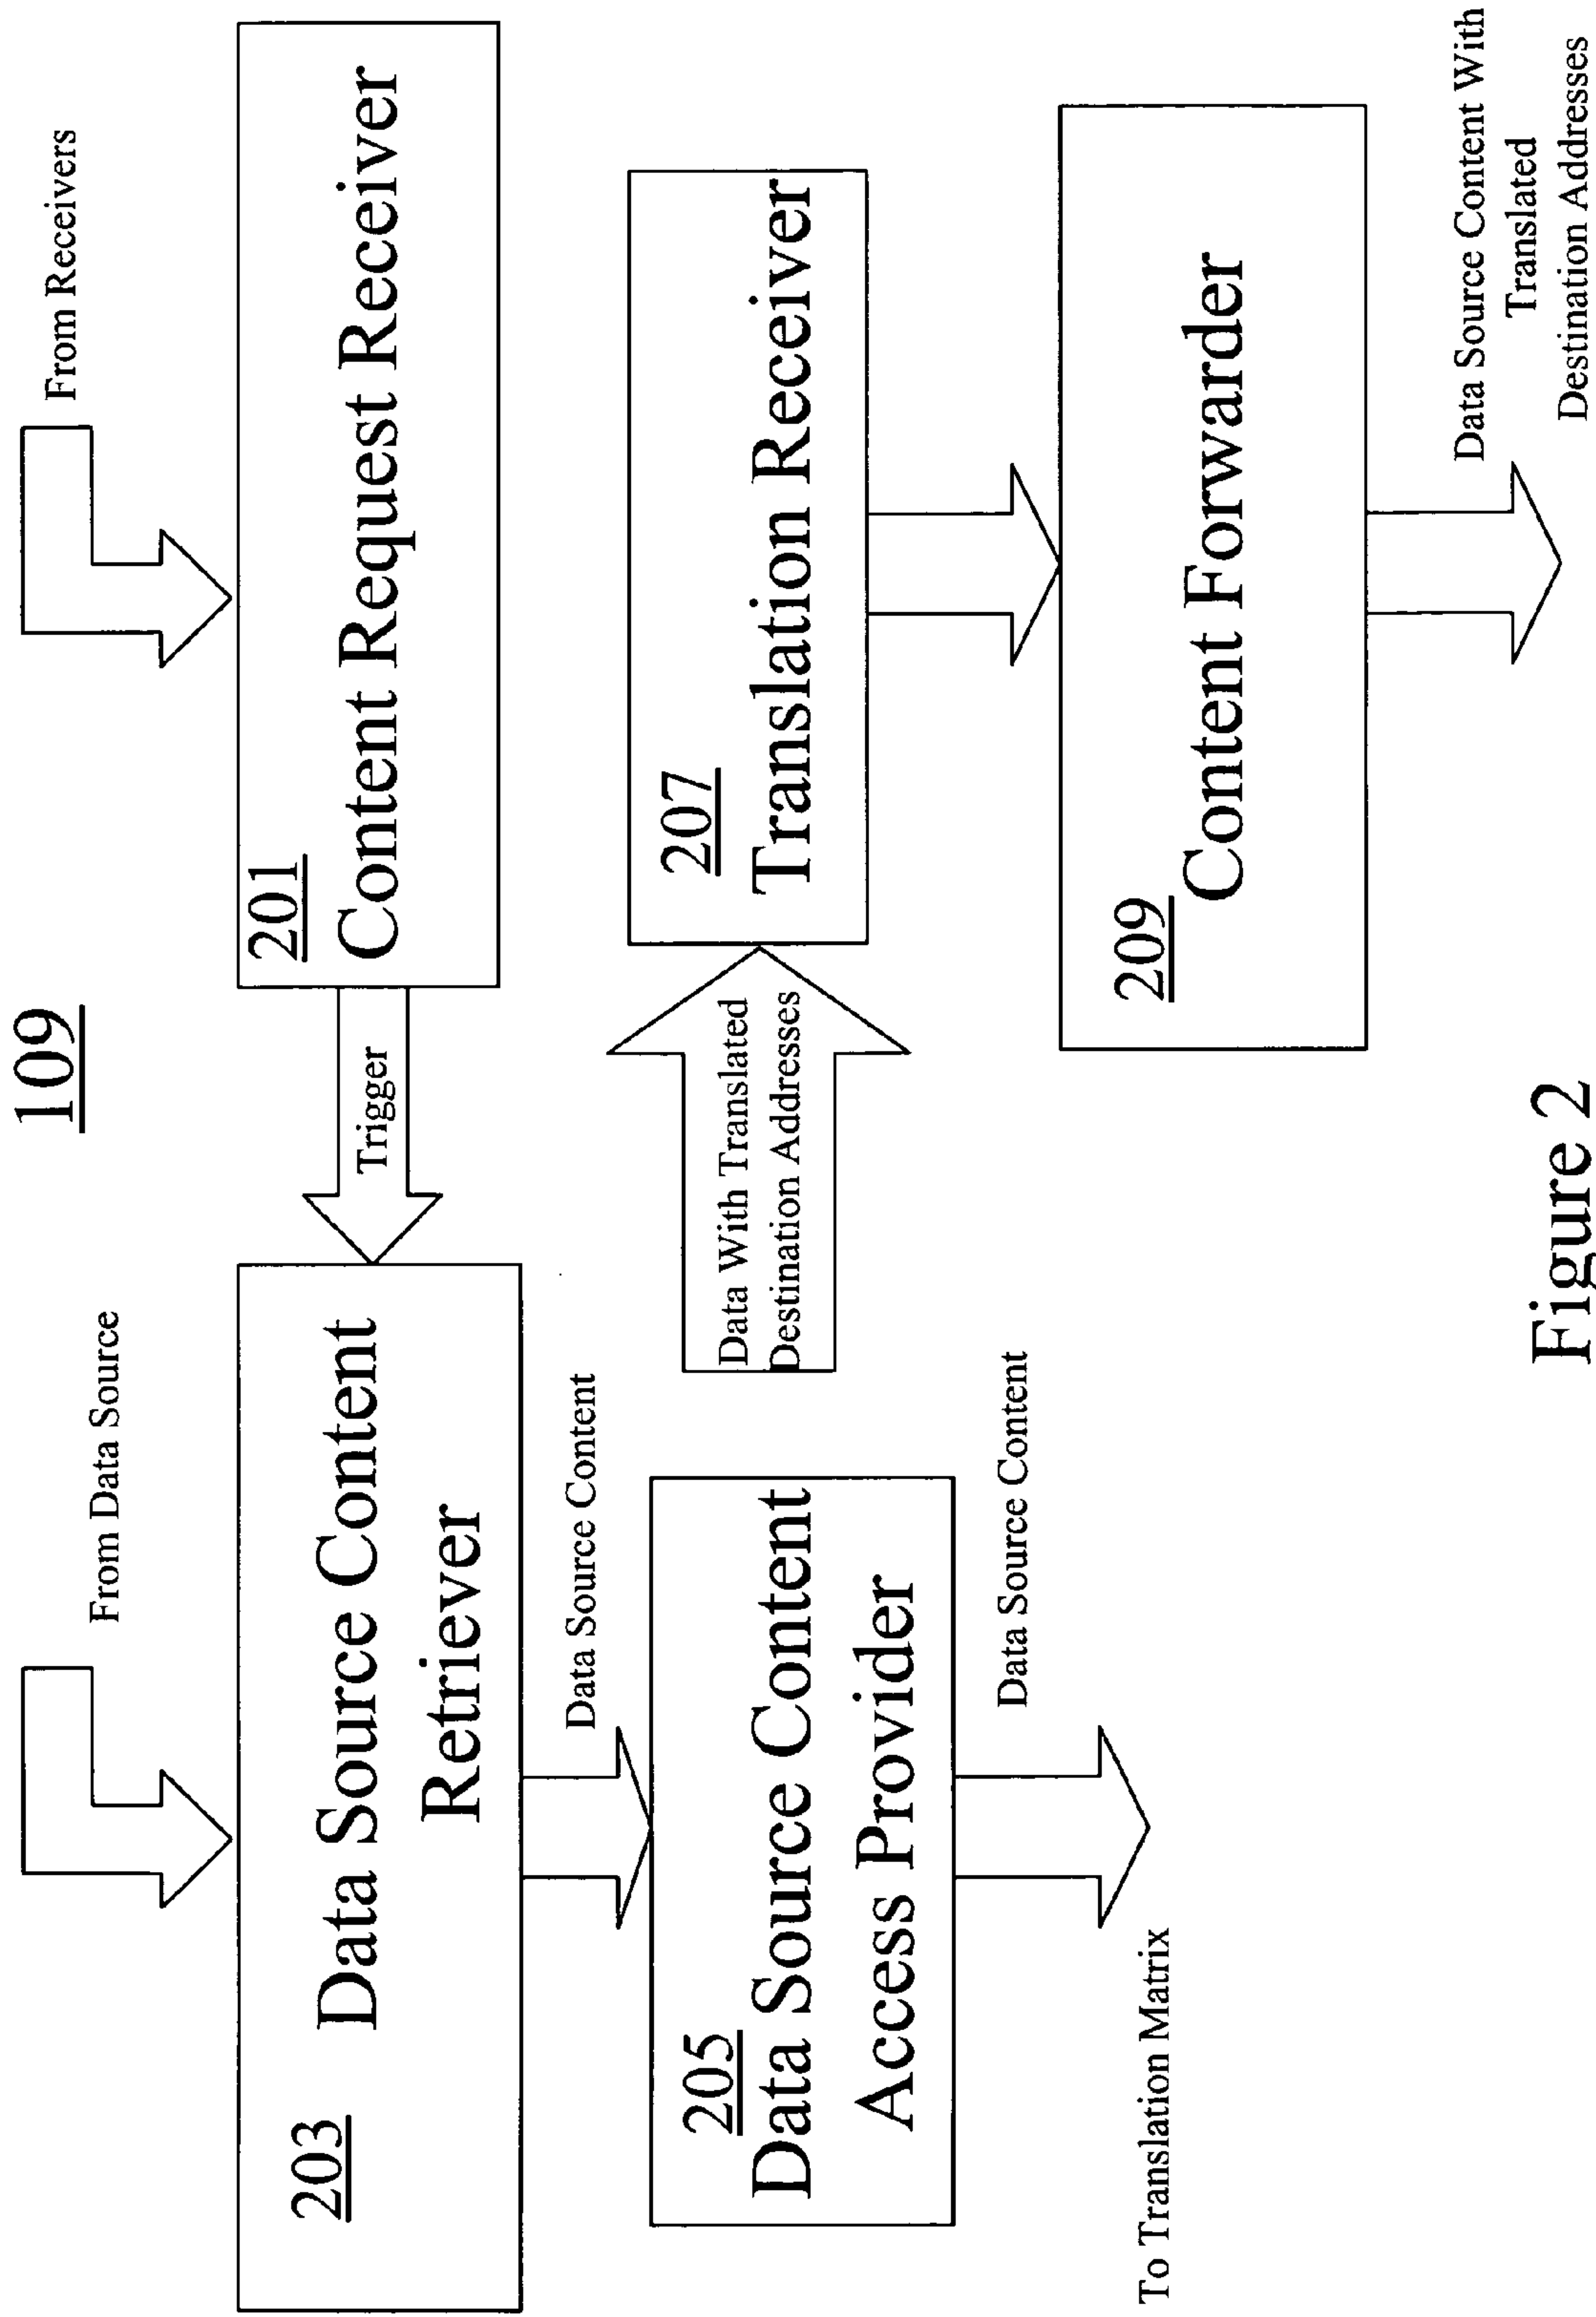 109
From Data Source
From Receivers
203
Data Source Content
Retriever
Trigger
201
Content Request Receiver
Data Source Content
205
Data Source Content
Access Provider
Data With Translated
Destination Addresses
207
Translation Receiver
Data Source Content
To Translation Matrix
209
Content Forwarder
Data Source Content With
Translated
Destination Addresses
Figure 2